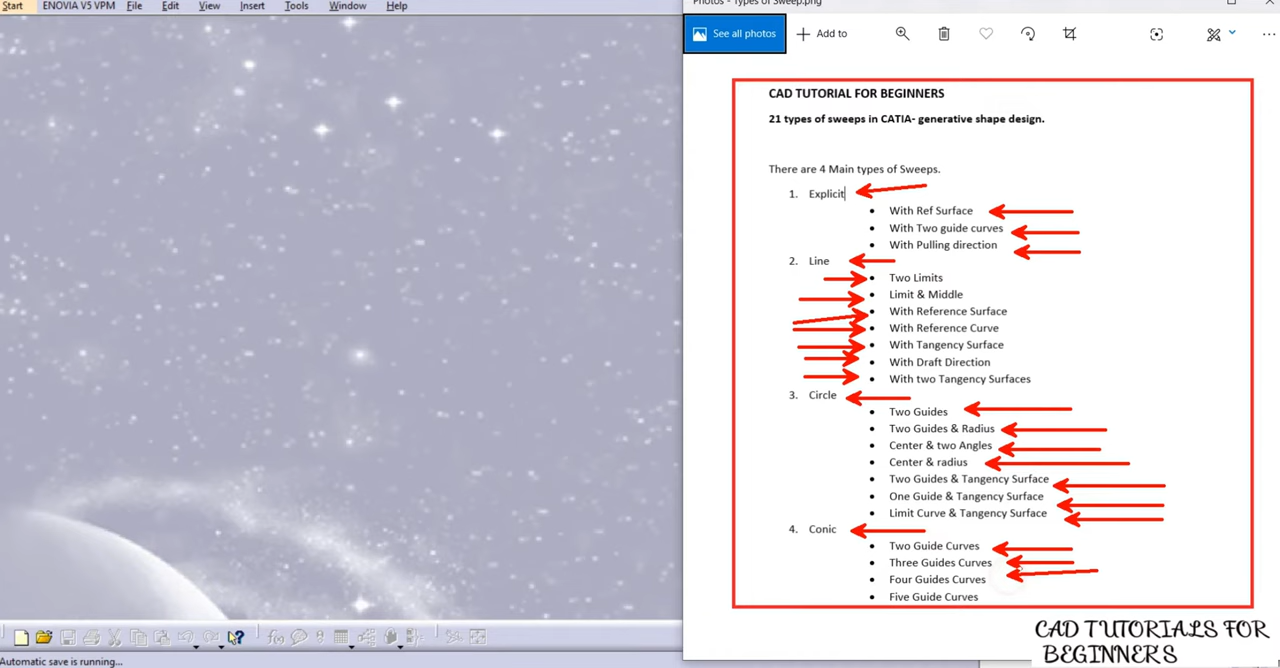 Start ENOVIA V5 VPM File Edit View Insert Tools Window Help
Photos - Types of Sweep.png
See all photos Add to
CAD TUTORIAL FOR BEGINNERS
21 types of sweeps in CATIA- generative shape design.
There are 4 Main types of Sweeps.
1. Explicit
• With Ref Surface
• With Two guide curves
• With Pulling direction
2. Line
• Two Limits
• Limit & Middle
• With Reference Surface
• With Reference Curve
• With Tangency Surface
• With Draft Direction
• With two Tangency Surfaces
3. Circle
• Two Guides
• Two Guides & Radius
• Center & two Angles
• Center & radius
• Two Guides & Tangency Surface
• One Guide & Tangency Surface
• Limit Curve & Tangency Surface
4. Conic
• Two Guide Curves
• Three Guides Curves
• Four Guides Curves
• Five Guide Curves
CAD TUTORIALS FOR
BEGINNERS
f(x)
Automatic save is running...